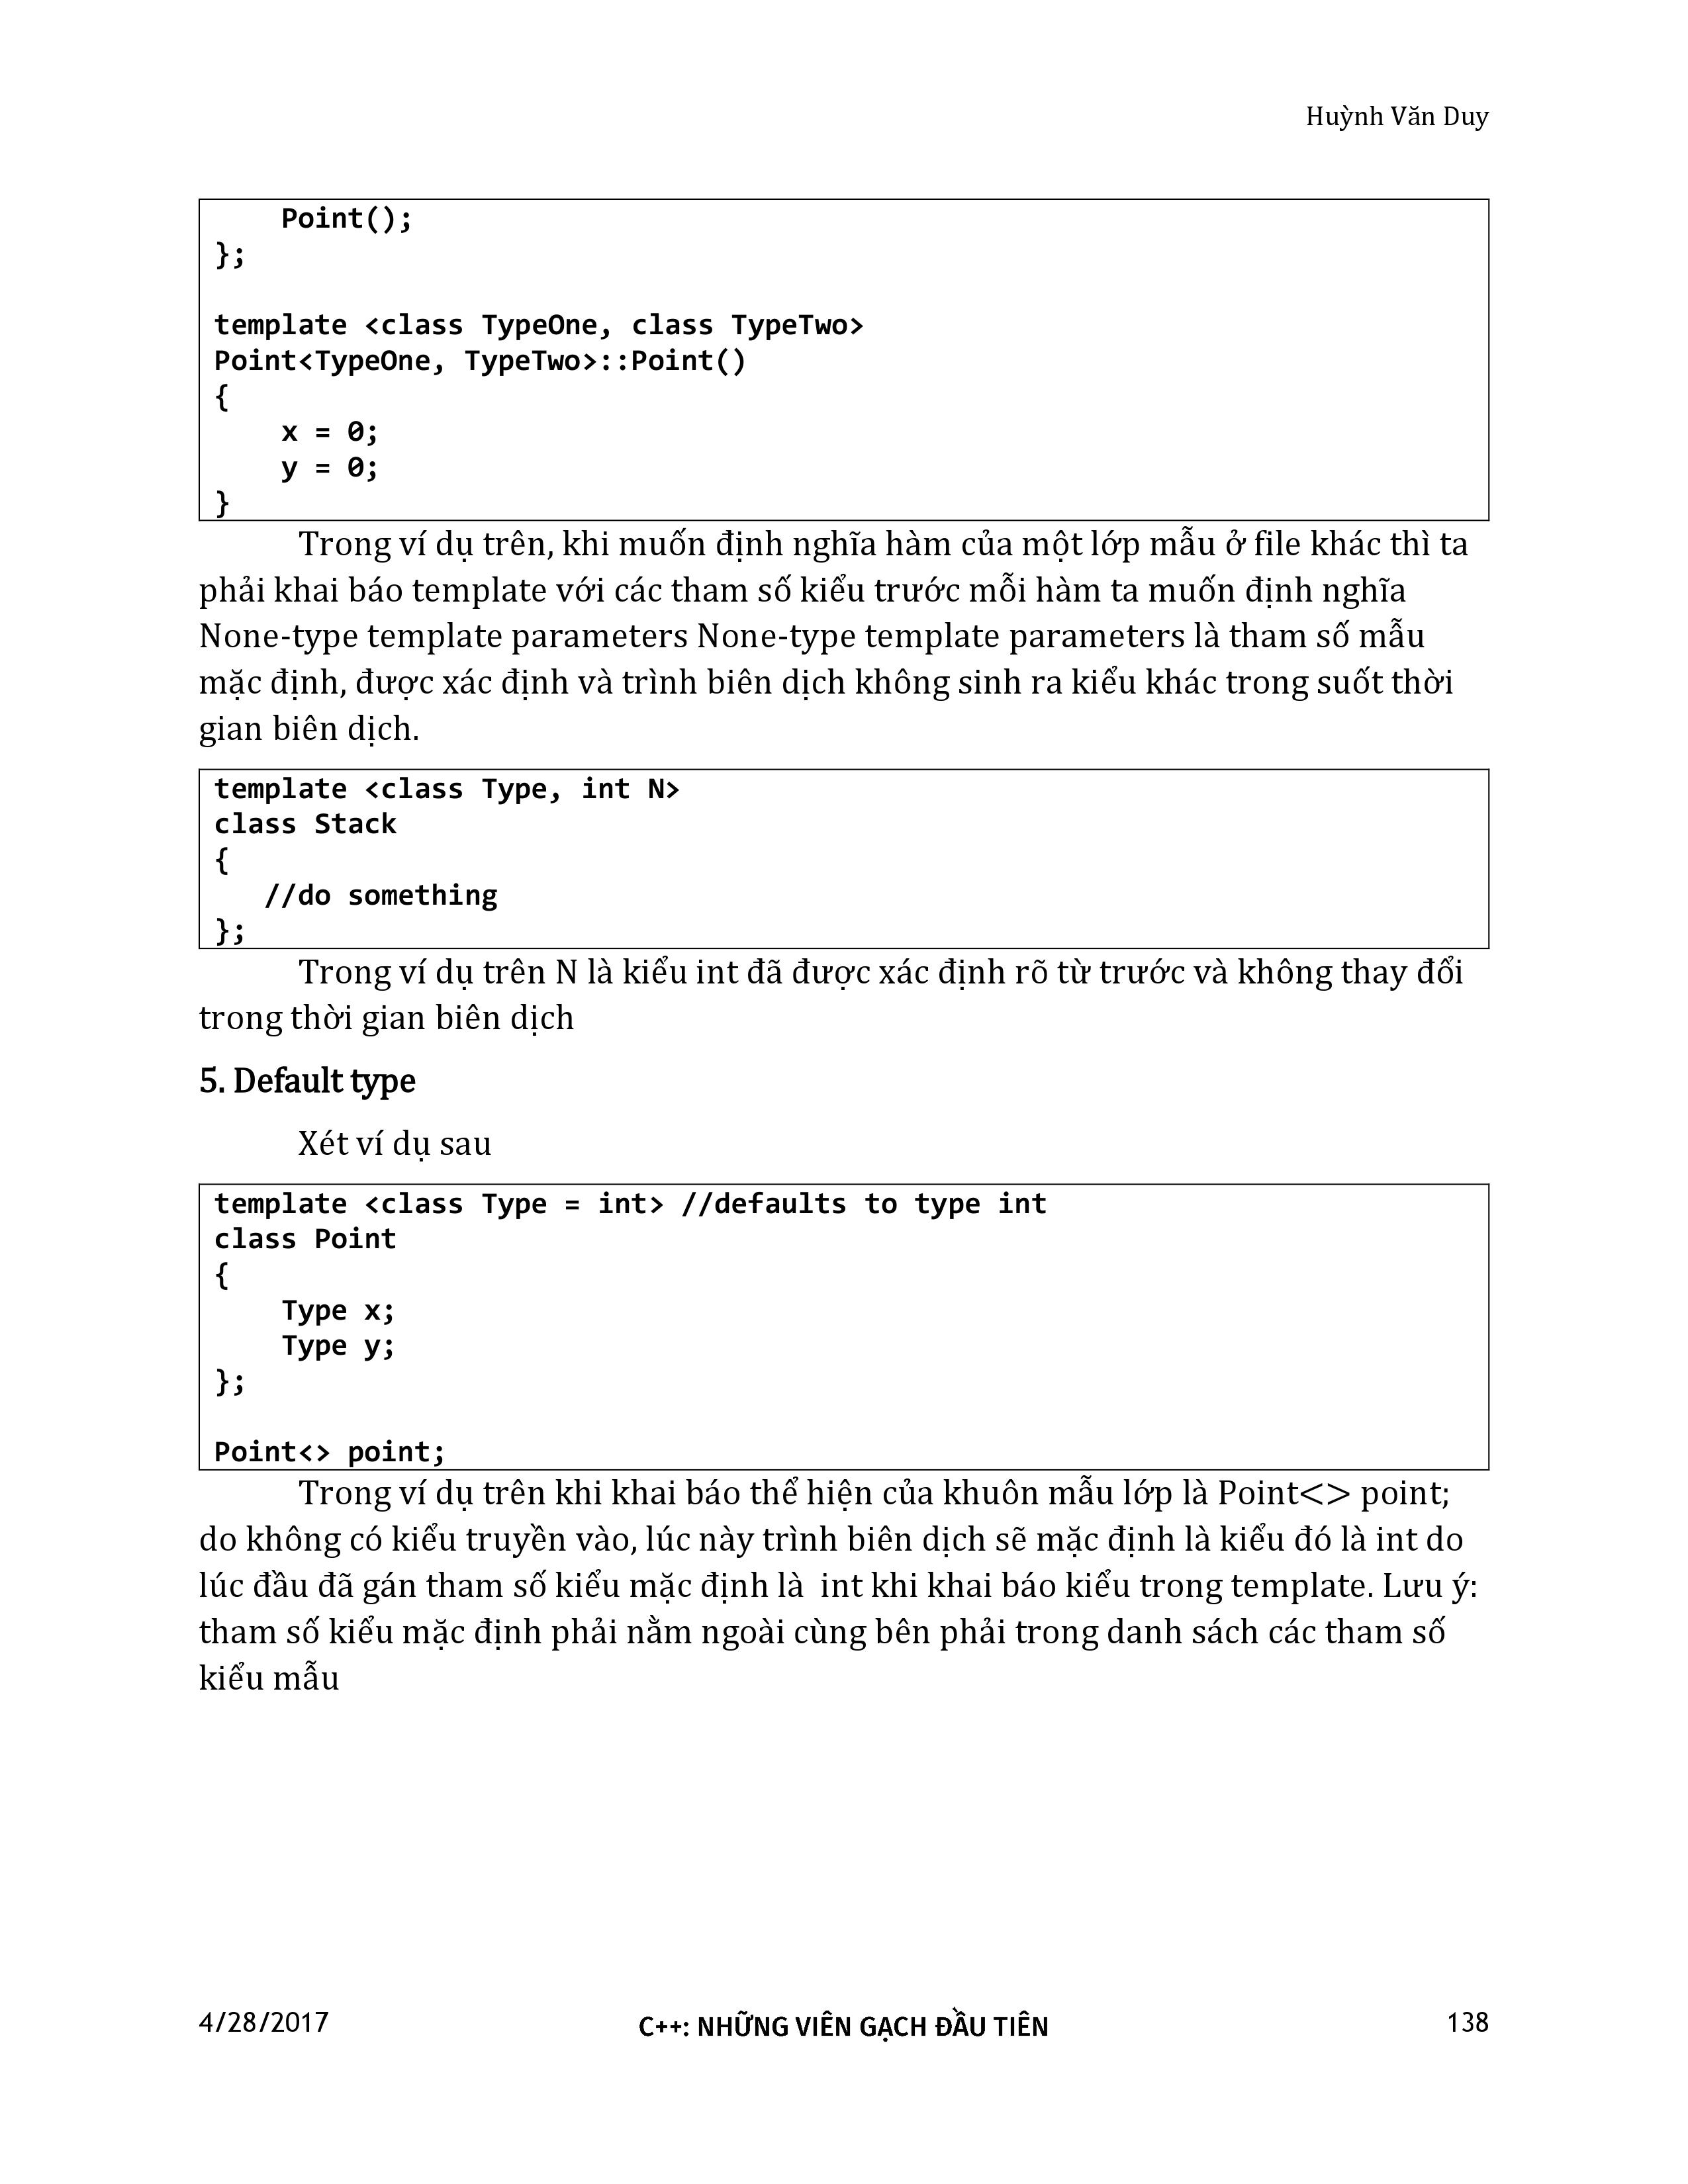 Huỳnh Văn Duy
    Point();
};

template <class TypeOne, class TypeTwo>
Point<TypeOne, TypeTwo>::Point()
{
    x = 0;
    y = 0;
}
Trong ví dụ trên, khi muốn định nghĩa hàm của một lớp mẫu ở file khác thì ta
phải khai báo template với các tham số kiểu trước mỗi hàm ta muốn định nghĩa
None-type template parameters None-type template parameters là tham số mẫu
mặc định, được xác định và trình biên dịch không sinh ra kiểu khác trong suốt thời
gian biên dịch.
template <class Type, int N>
class Stack
{
   //do something
};
Trong ví dụ trên N là kiểu int đã được xác định rõ từ trước và không thay đổi
trong thời gian biên dịch
5. Default type
Xét ví dụ sau
template <class Type = int> //defaults to type int
class Point
{
    Type x;
    Type y;
};

Point<> point;
Trong ví dụ trên khi khai báo thể hiện của khuôn mẫu lớp là Point<> point;
do không có kiểu truyền vào, lúc này trình biên dịch sẽ mặc định là kiểu đó là int do
lúc đầu đã gán tham số kiểu mặc định là  int khi khai báo kiểu trong template. Lưu ý:
tham số kiểu mặc định phải nằm ngoài cùng bên phải trong danh sách các tham số
kiểu mẫu
4/28/2017
C++: NHỮNG VIÊN GẠCH ĐẦU TIÊN
138